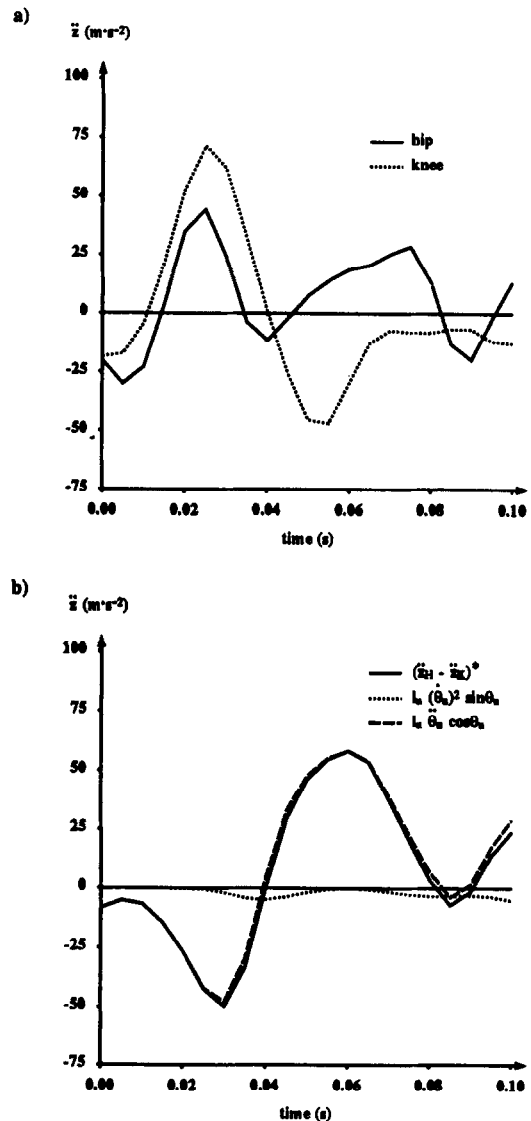 a)
z̈ (m·s⁻²)
100
75
50
25
0
-25
-50
-75
hip
knee
0.00 0.02 0.04 0.06 0.08 0.10
time (s)
b)
z̈ (m·s⁻²)
100
75
50
25
0
-25
-50
-75
(z̈H - z̈K)*
lu (θ̇u)² sinθu
lu θ̈u cosθu
0.00 0.02 0.04 0.06 0.08 0.10
time (s)